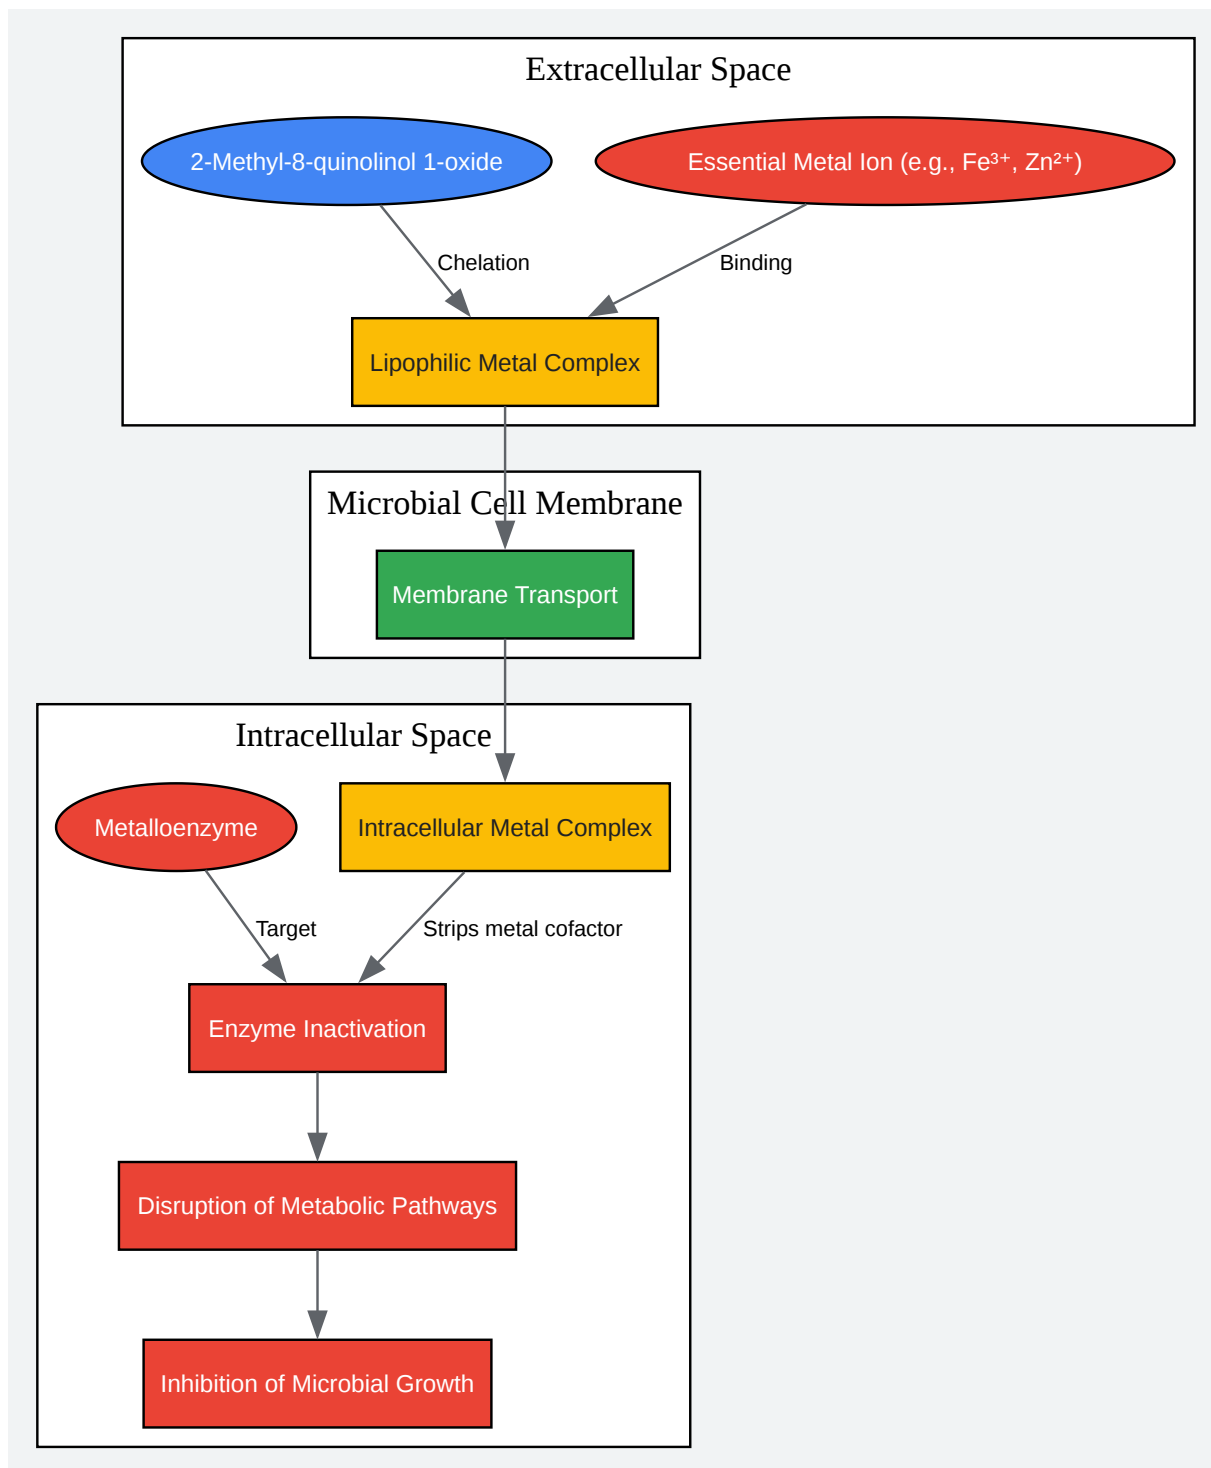 Extracellular Space
2-Methyl-8-quinolinol 1-oxide
Essential Metal Ion (e.g., Fe³⁺, Zn²⁺)
Chelation
Binding
Lipophilic Metal Complex
Microbial Cell Membrane
Membrane Transport
Intracellular Space
Metalloenzyme
Intracellular Metal Complex
Target
Strips metal cofactor
Enzyme Inactivation
Disruption of Metabolic Pathways
Inhibition of Microbial Growth